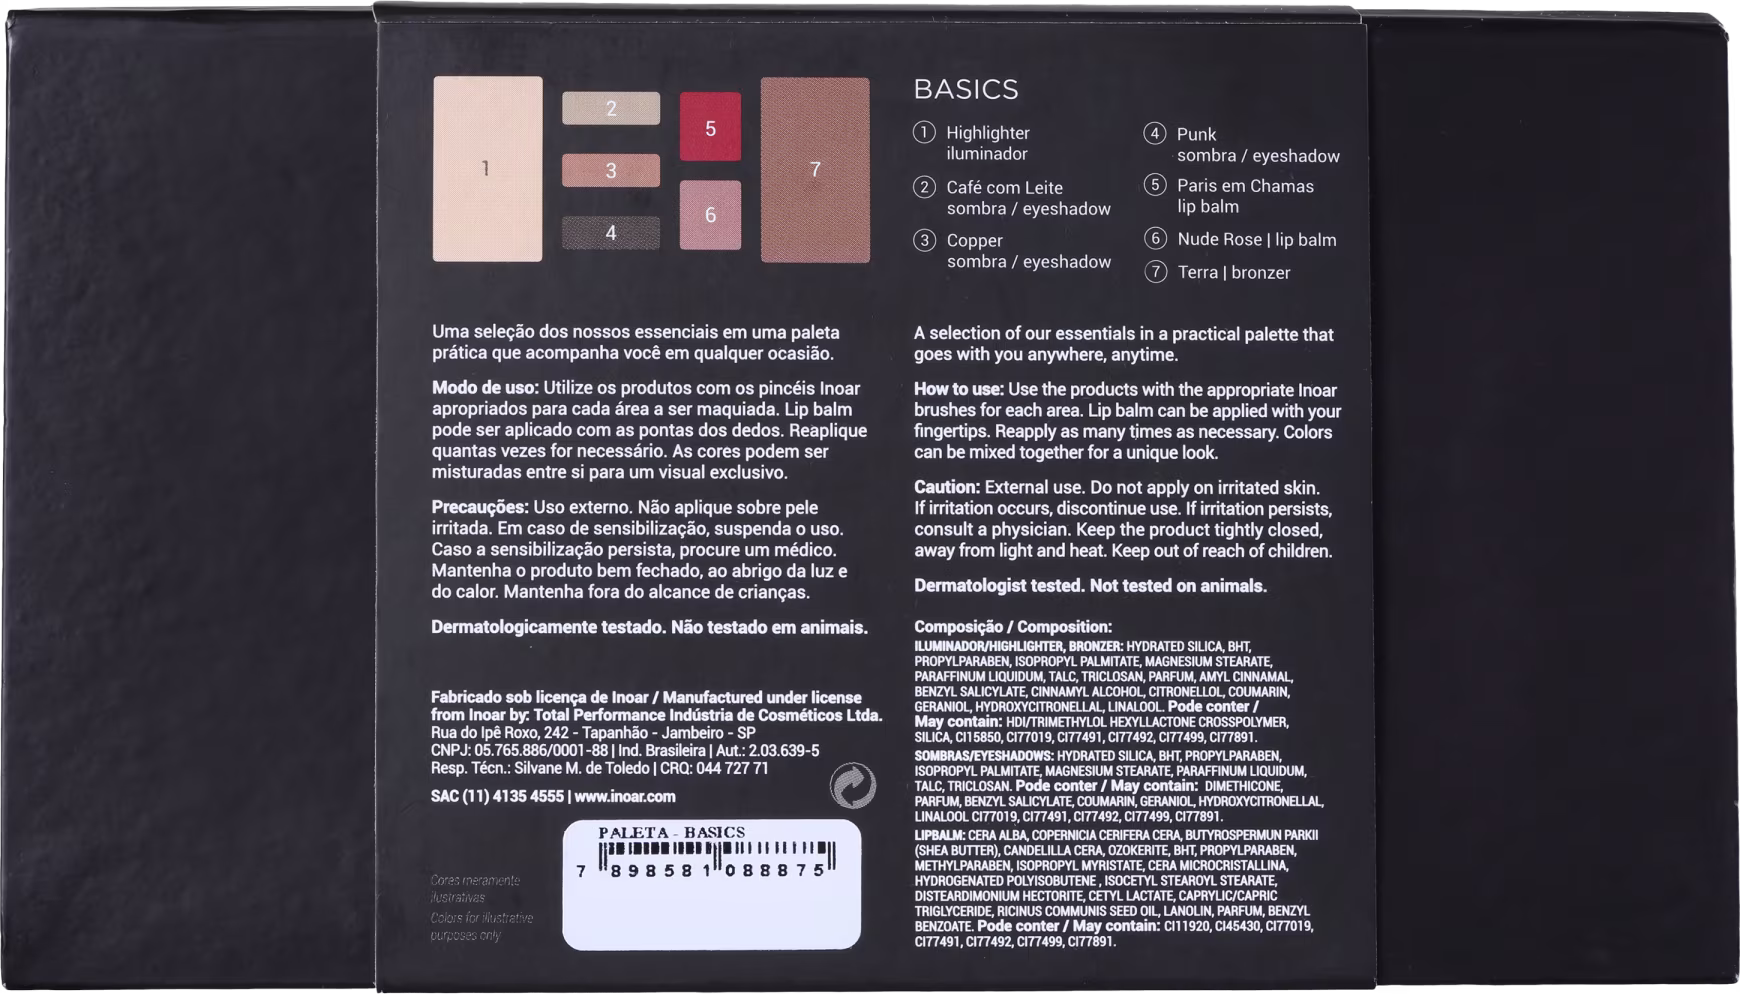 1
2
3
4
5
6
7
BASICS
1 Highlighter
iluminador
2 Café com Leite
sombra / eyeshadow
3 Copper
sombra / eyeshadow
4 Punk
sombra / eyeshadow
5 Paris em Chamas
lip balm
6 Nude Rose | lip balm
7 Terra | bronzer
Uma seleção dos nossos essenciais em uma paleta
prática que acompanha você em qualquer ocasião.
Modo de uso: Utilize os produtos com os pincéis Inoar
apropriados para cada área a ser maquiada. Lip balm
pode ser aplicado com as pontas dos dedos. Reaplique
quantas vezes for necessário. As cores podem ser
misturadas entre si para um visual exclusivo.
Precauções: Uso externo. Não aplique sobre pele
irritada. Em caso de sensibilização, suspenda o uso.
Caso a sensibilização persista, procure um médico.
Mantenha o produto bem fechado, ao abrigo da luz e
do calor. Mantenha fora do alcance de crianças.
Dermatologicamente testado. Não testado em animais.
Fabricado sob licença de Inoar / Manufactured under license
from Inoar by: Total Performance Indústria de Cosméticos Ltda.
Rua do Ipê Roxo, 242 - Tapanhão - Jambeiro - SP
CNPJ: 05.765.886/0001-88 | Ind. Brasileira | Aut.: 2.03.639-5
Resp. Técn.: Silvane M. de Toledo | CRQ: 044 727 71
SAC (11) 4135 4555 | www.inoar.com
PALETA - BASICS
7 898581 088875
Cores meramente
ilustrativas
Colors for illustrative
purposes only
A selection of our essentials in a practical palette that
goes with you anywhere, anytime.
How to use: Use the products with the appropriate Inoar
brushes for each area. Lip balm can be applied with your
fingertips. Reapply as many times as necessary. Colors
can be mixed together for a unique look.
Caution: External use. Do not apply on irritated skin.
If irritation occurs, discontinue use. If irritation persists,
consult a physician. Keep the product tightly closed,
away from light and heat. Keep out of reach of children.
Dermatologist tested. Not tested on animals.
Composição / Composition:
ILUMINADOR/HIGHLIGHTER, BRONZER: HYDRATED SILICA, BHT,
PROPYLPARABEN, ISOPROPYL PALMITATE, MAGNESIUM STEARATE,
PARAFFINUM LIQUIDUM, TALC, TRICLOSAN, PARFUM, AMYL CINNAMAL,
BENZYL SALICYLATE, CINNAMYL ALCOHOL, CITRONELLOL, COUMARIN,
GERANIOL, HYDROXYCITRONELLAL, LINALOOL. Pode conter /
May contain: HDI/TRIMETHYLOL HEXYLLACTONE CROSSPOLYMER,
SILICA, CI15850, CI77019, CI77491, CI77492, CI77499, CI77891.
SOMBRAS/EYESHADOWS: HYDRATED SILICA, BHT, PROPYLPARABEN,
ISOPROPYL PALMITATE, MAGNESIUM STEARATE, PARAFFINUM LIQUIDUM,
TALC, TRICLOSAN. Pode conter / May contain: DIMETHICONE,
PARFUM, BENZYL SALICYLATE, COUMARIN, GERANIOL, HYDROXYCITRONELLAL,
LINALOOL CI77019, CI77491, CI77492, CI77499, CI77891.
LIPBALM: CERA ALBA, COPERNICIA CERIFERA CERA, BUTYROSPERMUN PARKII
(SHEA BUTTER), CANDELILLA CERA, OZOKERITE, BHT, PROPYLPARABEN,
METHYLPARABEN, ISOPROPYL MYRISTATE, CERA MICROCRISTALLINA,
HYDROGENATED POLYISOBUTENE , ISOCETYL STEAROYL STEARATE,
DISTEARDIMONIUM HECTORITE, CETYL LACTATE, CAPRYLIC/CAPRIC
TRIGLYCERIDE, RICINUS COMMUNIS SEED OIL, LANOLIN, PARFUM, BENZYL
BENZOATE. Pode conter / May contain: CI11920, CI45430, CI77019,
CI77491, CI77492, CI77499, CI77891.